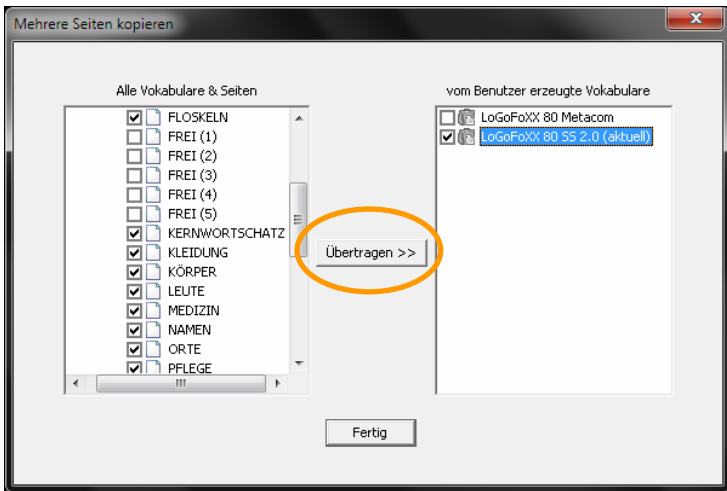 Mehrere Seiten kopieren
Alle Vokabulare & Seiten
FLOSKELN
FREI (1)
FREI (2)
FREI (3)
FREI (4)
FREI (5)
KERNWORTSCHATZ
KLEIDUNG
KÖRPER
LEUTE
MEDIZIN
NAMEN
ORTE
PFLEGE
Übertragen >>
vom Benutzer erzeugte Vokabulare
LoGoFoXX 80 Metacom
LoGoFoXX 80 SS 2.0 (aktuell)
Fertig